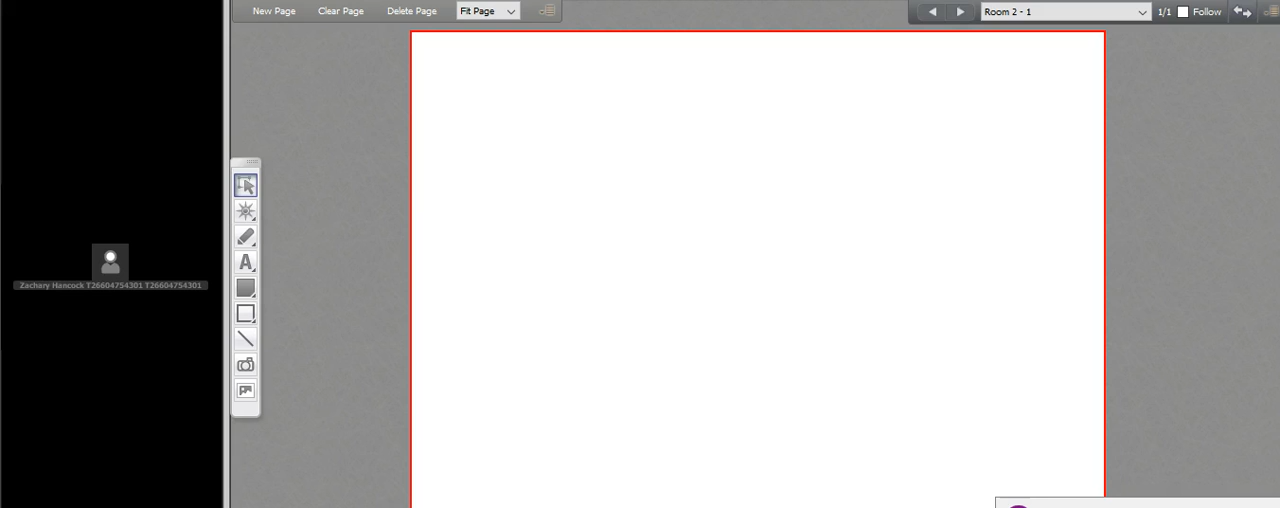 New Page Clear Page Delete Page Fit Page Room 2 - 1 1/1 Follow
A
Zachary Hancock T26604754301 T26604754301